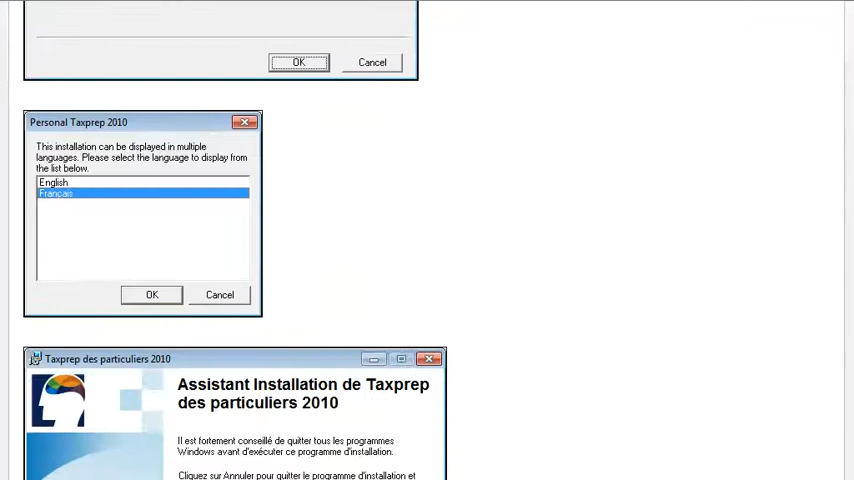 OK Cancel
Personal Taxprep 2010
This installation can be displayed in multiple
languages. Please select the language to display from
the list below.
English
Français
OK Cancel
Taxprep des particuliers 2010
Assistant Installation de Taxprep
des particuliers 2010
Il est fortement conseillé de quitter tous les programmes
Windows avant d'exécuter ce programme d'installation.
Cliquez sur Annuler pour quitter le programme d'installation et